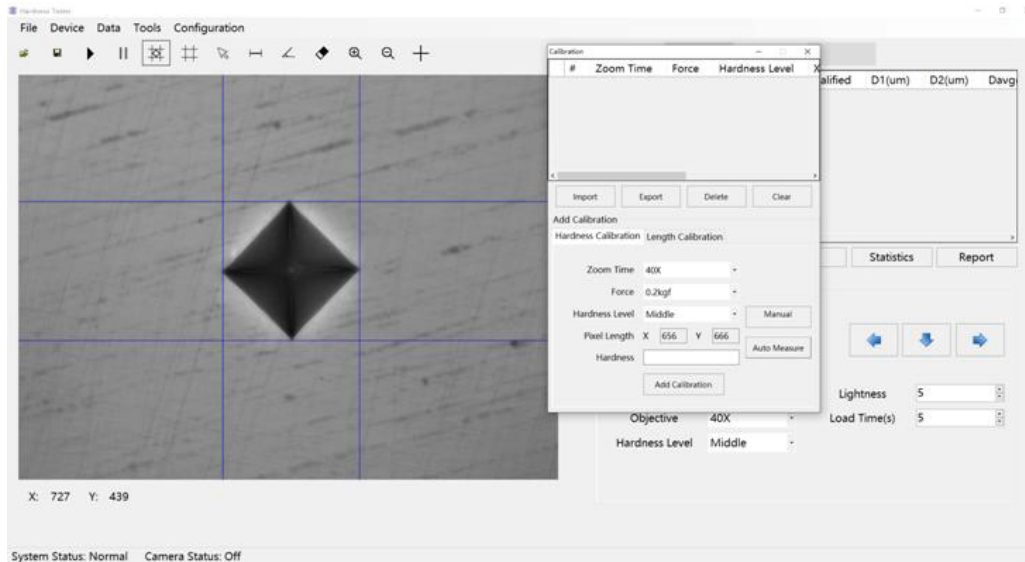 Hardness Tester
File Device Data Tools Configuration
Calibration
# Zoom Time Force Hardness Level X
alified D1(um) D2(um) Davg
Import Export Delete Clear
Add Calibration
Hardness Calibration Length Calibration
Statistics Report
Zoom Time 40X
Force 0.2kgf
Hardness Level Middle Manual
Pixel Length X 656 Y 666
Auto Measure
Hardness
Add Calibration
Lightness 5
Objective 40X Load Time(s) 5
Hardness Level Middle
X: 727 Y: 439
System Status: Normal Camera Status: Off